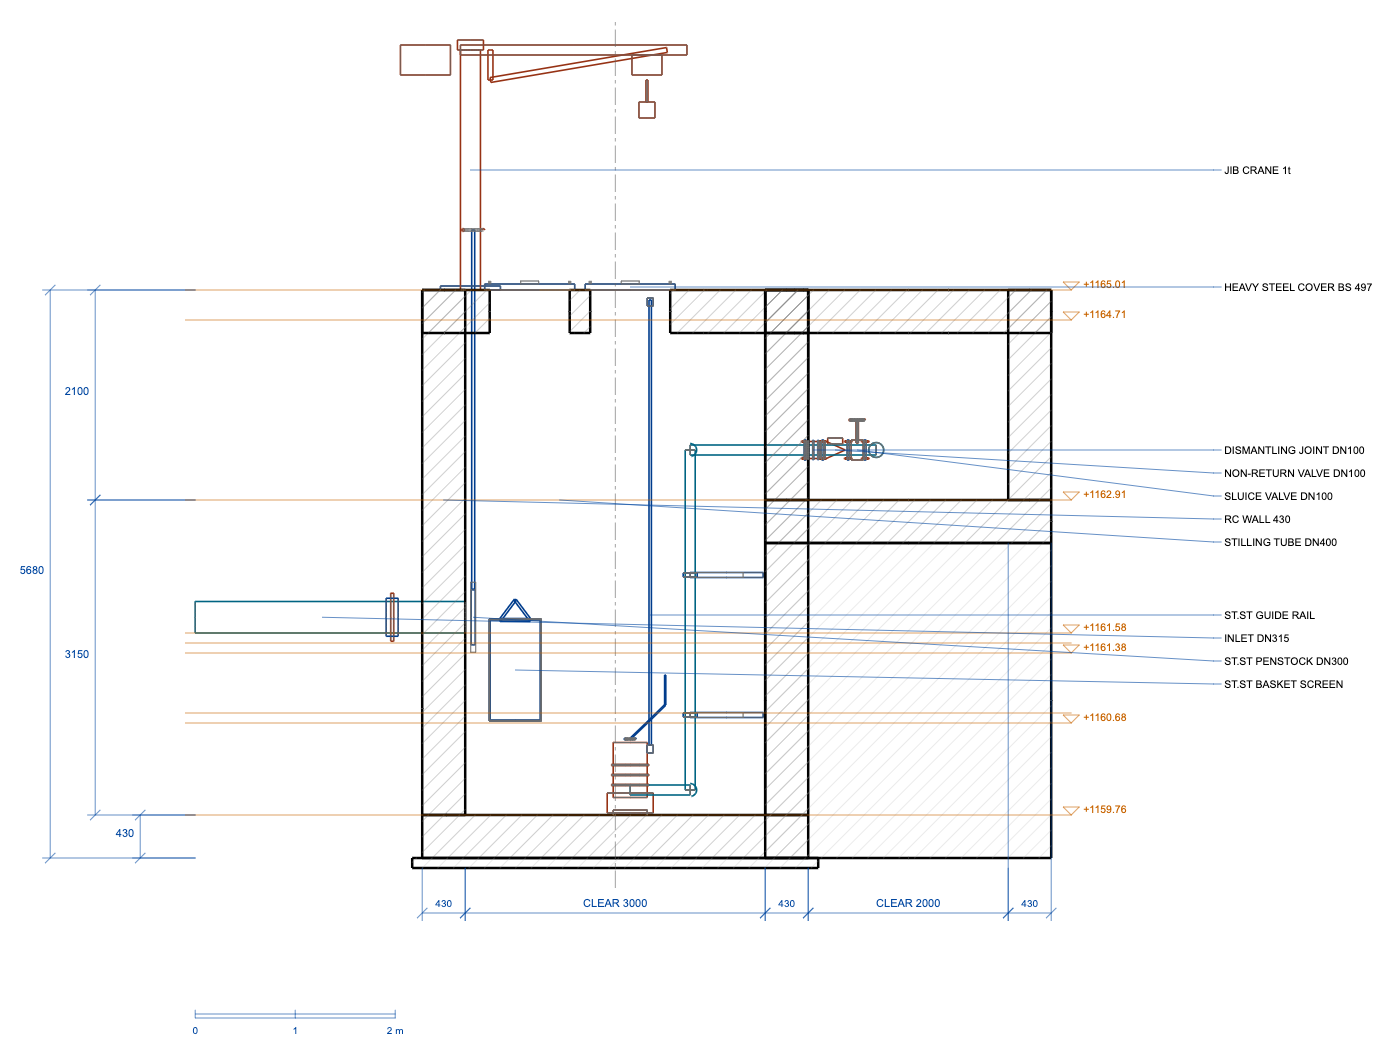 JIB CRANE 1t
+1165.01
HEAVY STEEL COVER BS 497
+1164.71
2100
DISMANTLING JOINT DN100
NON-RETURN VALVE DN100
+1162.91
SLUICE VALVE DN100
RC WALL 430
STILLING TUBE DN400
5680
ST.ST GUIDE RAIL
+1161.58
INLET DN315
+1161.38
3150
ST.ST PENSTOCK DN300
ST.ST BASKET SCREEN
+1160.68
+1159.76
430
430
CLEAR 3000
430
CLEAR 2000
430
0 1 2 m